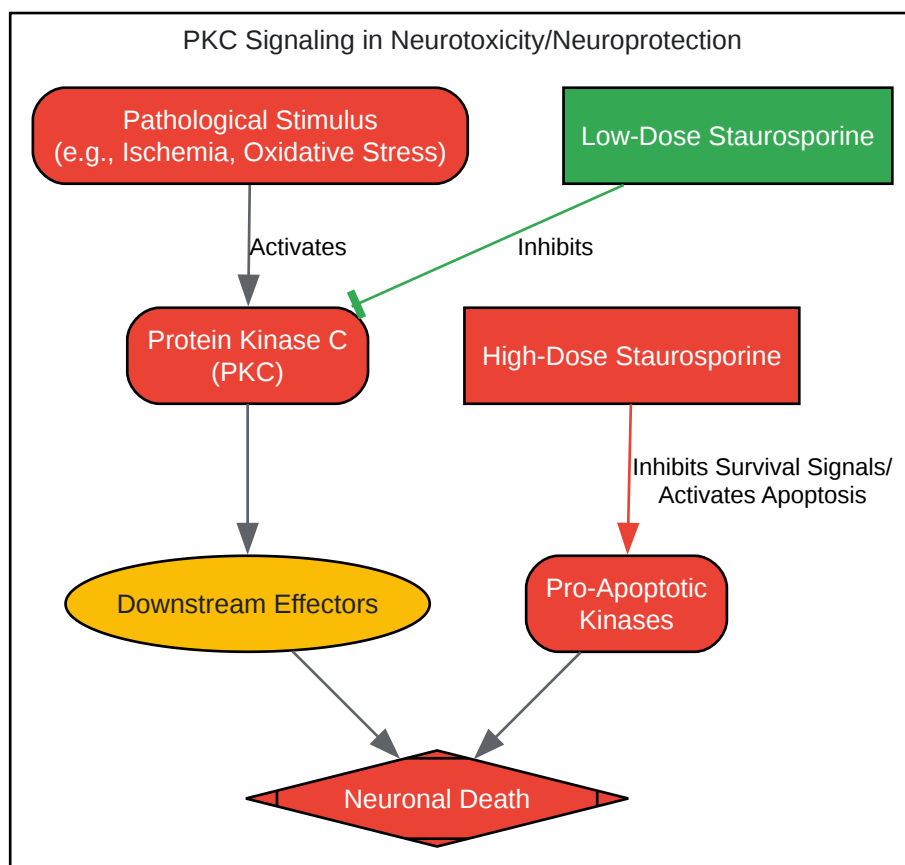 PKC Signaling in Neurotoxicity/Neuroprotection
Pathological Stimulus
(e.g., Ischemia, Oxidative Stress)
Low-Dose Staurosporine
Activates
Inhibits
Protein Kinase C
(PKC)
High-Dose Staurosporine
Inhibits Survival Signals/
Activates Apoptosis
Downstream Effectors
Pro-Apoptotic
Kinases
Neuronal Death